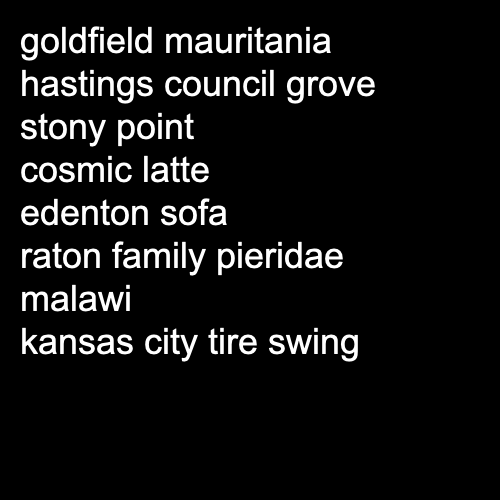 goldfield mauritania
hastings council grove
stony point
cosmic latte
edenton sofa
raton family pieridae
malawi
kansas city tire swing